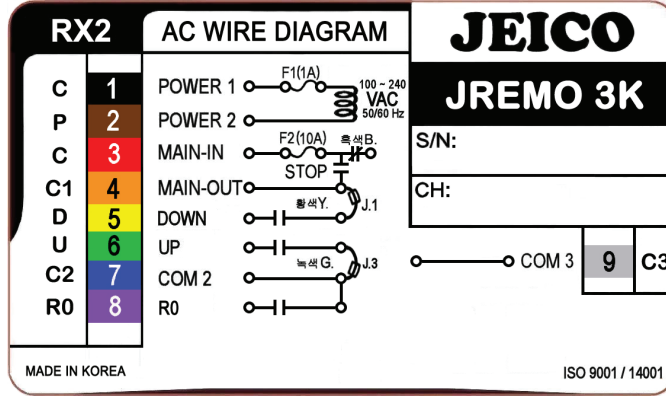 RX2 AC WIRE DIAGRAM JEICO
JREMO 3K
S/N:
CH:
C 1 POWER 1 F1(1A) 100 ~ 240
VAC
50/60 Hz
P 2 POWER 2
C 3 MAIN-IN F2(10A) 흑색B.
STOP
C1 4 MAIN-OUT
J.1
D 5 DOWN 황색Y.
U 6 UP
녹색G. J.3
C2 7 COM 2
R0 8 R0
COM 3 9 C3
MADE IN KOREA ISO 9001 / 14001